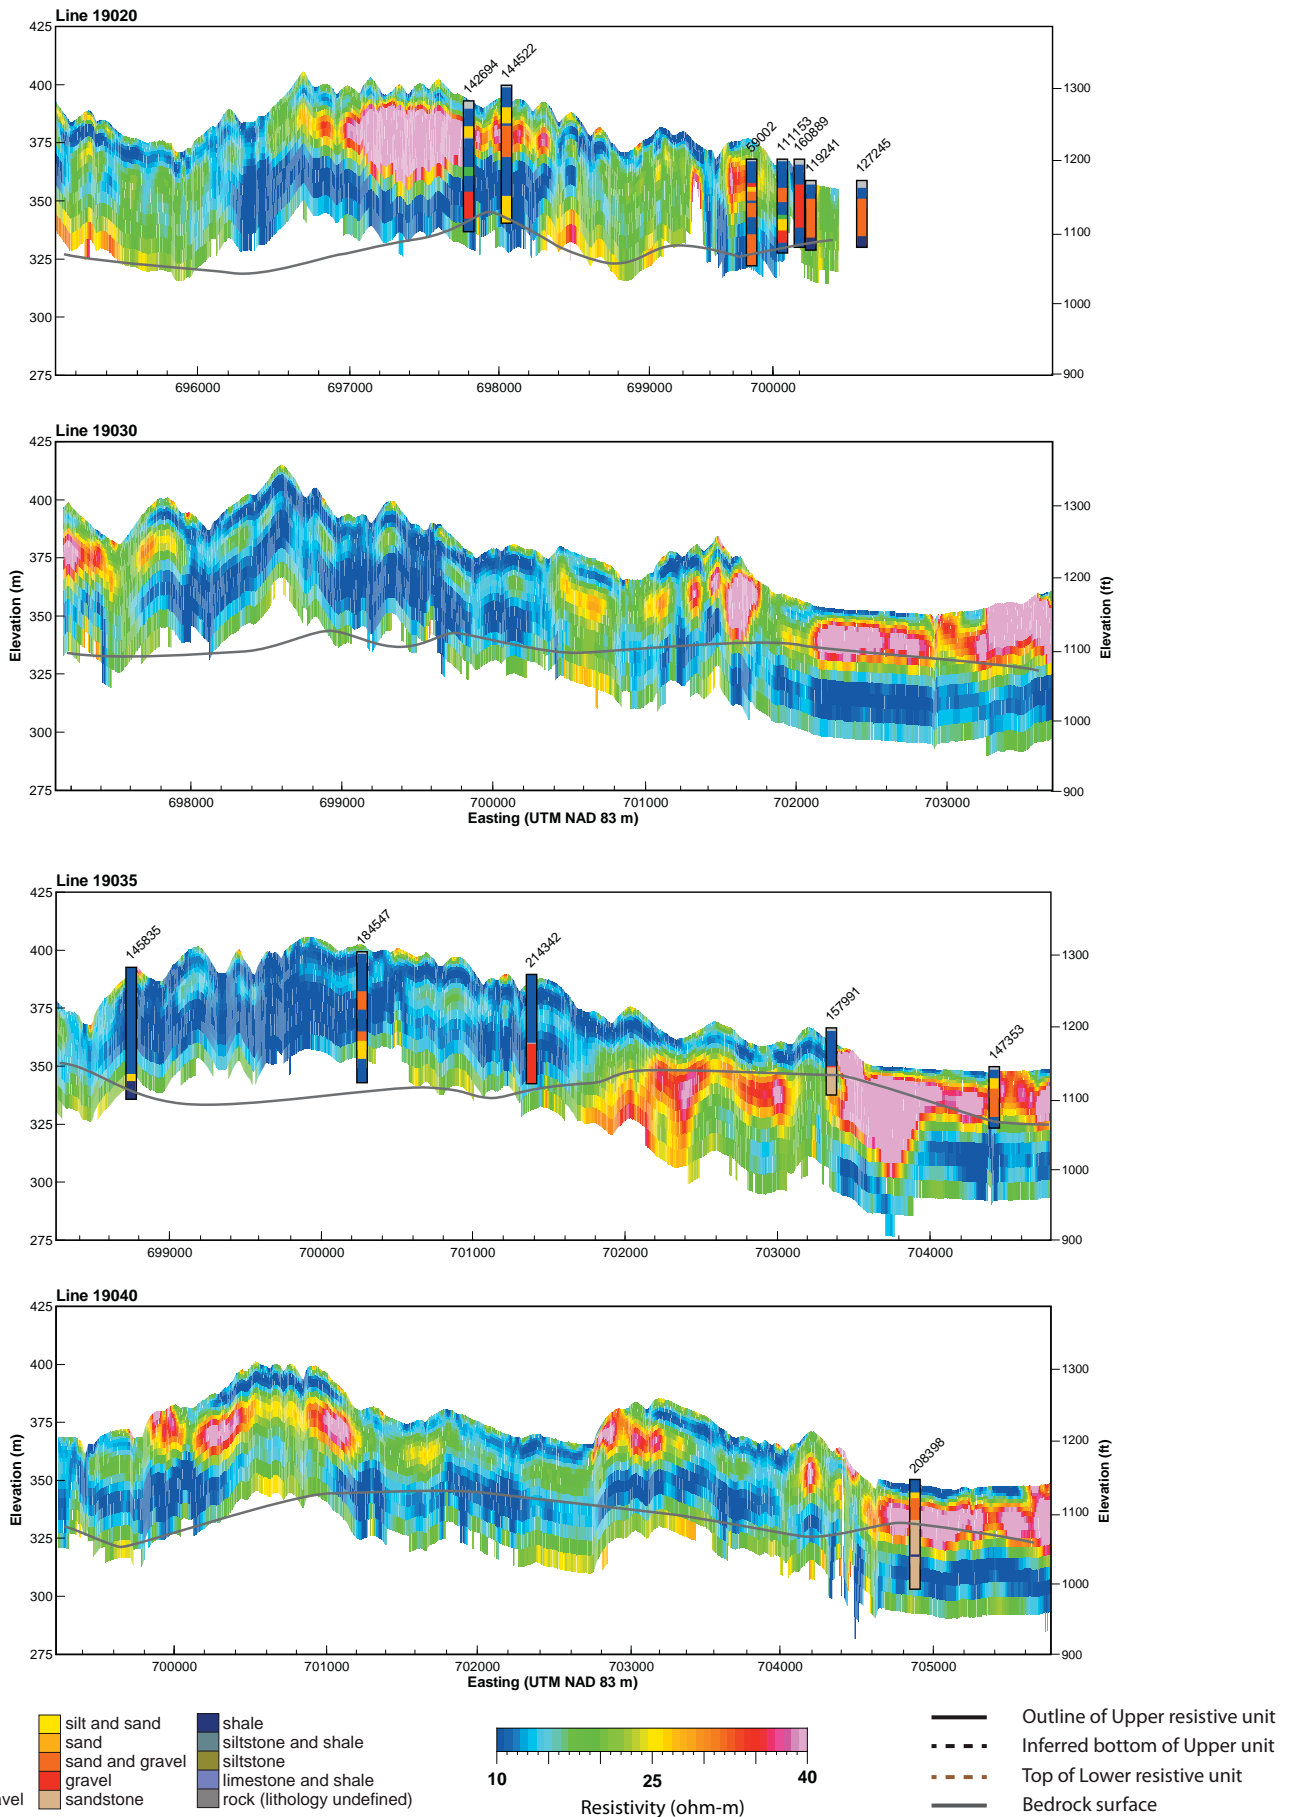 Line 19020
425
400
375
350
325
300
275
1300
1200
1100
1000
900
142694
144522
59002
111153
160889
119241
127245
696000 697000 698000 699000 700000
Line 19030
425
400
375
350
325
300
275
Elevation (m)
1300
1200
1100
1000
900
Elevation (ft)
698000 699000 700000 701000 702000 703000
Easting (UTM NAD 83 m)
Line 19035
425
400
375
350
325
300
275
1300
1200
1100
1000
900
145835
184547
214342
157991
147353
699000 700000 701000 702000 703000 704000
Line 19040
425
400
375
350
325
300
275
Elevation (m)
1300
1200
1100
1000
900
Elevation (ft)
208398
700000 701000 702000 703000 704000 705000
Easting (UTM NAD 83 m)
silt and sand
sand
sand and gravel
gravel
sandstone
vel
shale
siltstone and shale
siltstone
limestone and shale
rock (lithology undefined)
10 25 40
Resistivity (ohm-m)
Outline of Upper resistive unit
Inferred bottom of Upper unit
Top of Lower resistive unit
Bedrock surface